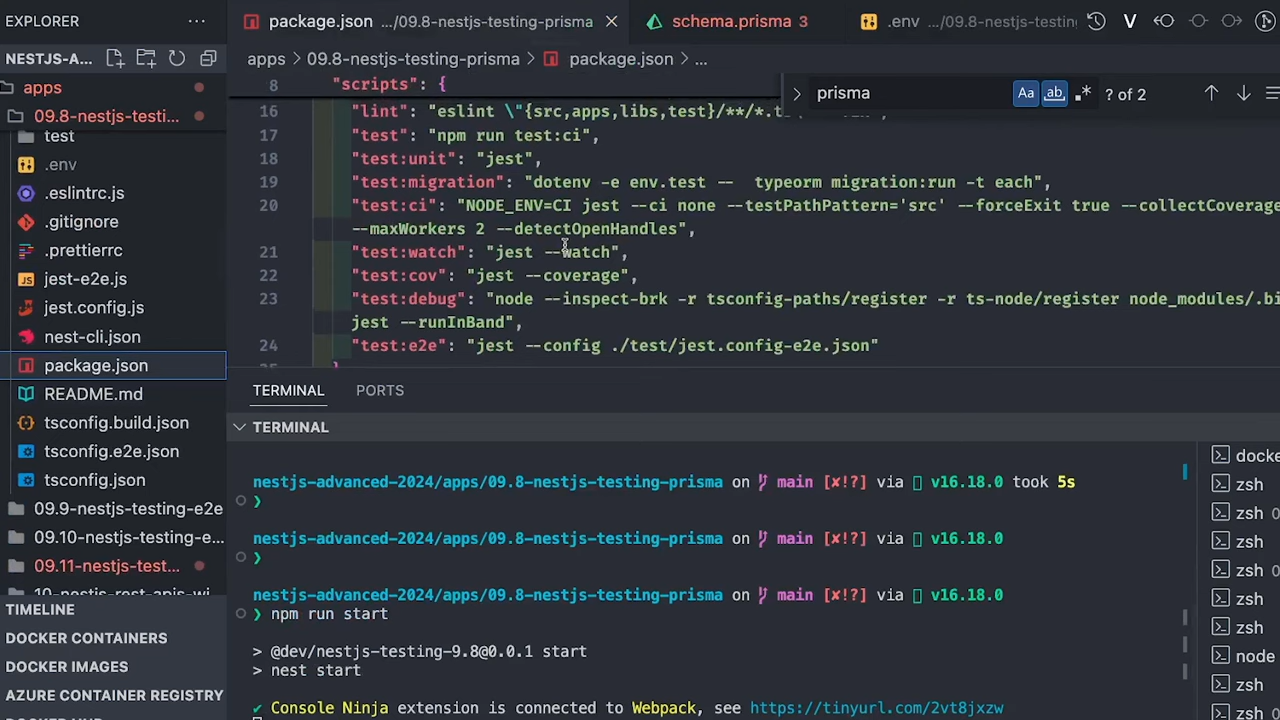 EXPLORER ...
package.json .../09.8-nestjs-testing-prisma
schema.prisma 3
.env .../09.8-nestjs-testing
NESTJS-A...
apps
09.8-nestjs-testi...
test
.env
.eslintrc.js
.gitignore
.prettierrc
jest-e2e.js
jest.config.js
nest-cli.json
package.json
README.md
tsconfig.build.json
tsconfig.e2e.json
tsconfig.json
09.9-nestjs-testing-e2e
09.10-nestjs-testing-e...
09.11-nestjs-test...
10-nestjs-rest-apis-wi...
TIMELINE
DOCKER CONTAINERS
DOCKER IMAGES
AZURE CONTAINER REGISTRY
apps > 09.8-nestjs-testing-prisma > package.json > ...
prisma Aa ab .* ? of 2
8 "scripts": {
16 "lint": "eslint \"{src,apps,libs,test}/**/*.ts
17 "test": "npm run test:ci",
18 "test:unit": "jest",
19 "test:migration": "dotenv -e env.test --  typeorm migration:run -t each",
20 "test:ci": "NODE_ENV=CI jest --ci none --testPathPattern='src' --forceExit true --collectCoverage
--maxWorkers 2 --detectOpenHandles",
21 "test:watch": "jest --watch",
22 "test:cov": "jest --coverage",
23 "test:debug": "node --inspect-brk -r tsconfig-paths/register -r ts-node/register node_modules/.bi
jest --runInBand",
24 "test:e2e": "jest --config ./test/jest.config-e2e.json"
TERMINAL PORTS
TERMINAL
nestjs-advanced-2024/apps/09.8-nestjs-testing-prisma on main [✘!?] via v16.18.0 took 5s
❯
nestjs-advanced-2024/apps/09.8-nestjs-testing-prisma on main [✘!?] via v16.18.0
❯
nestjs-advanced-2024/apps/09.8-nestjs-testing-prisma on main [✘!?] via v16.18.0
❯ npm run start
> @dev/nestjs-testing-9.8@0.0.1 start
> nest start
✔ Console Ninja extension is connected to Webpack, see https://tinyurl.com/2vt8jxzw
docke
zsh
zsh
zsh
zsh
zsh
zsh
node
zsh
zsh